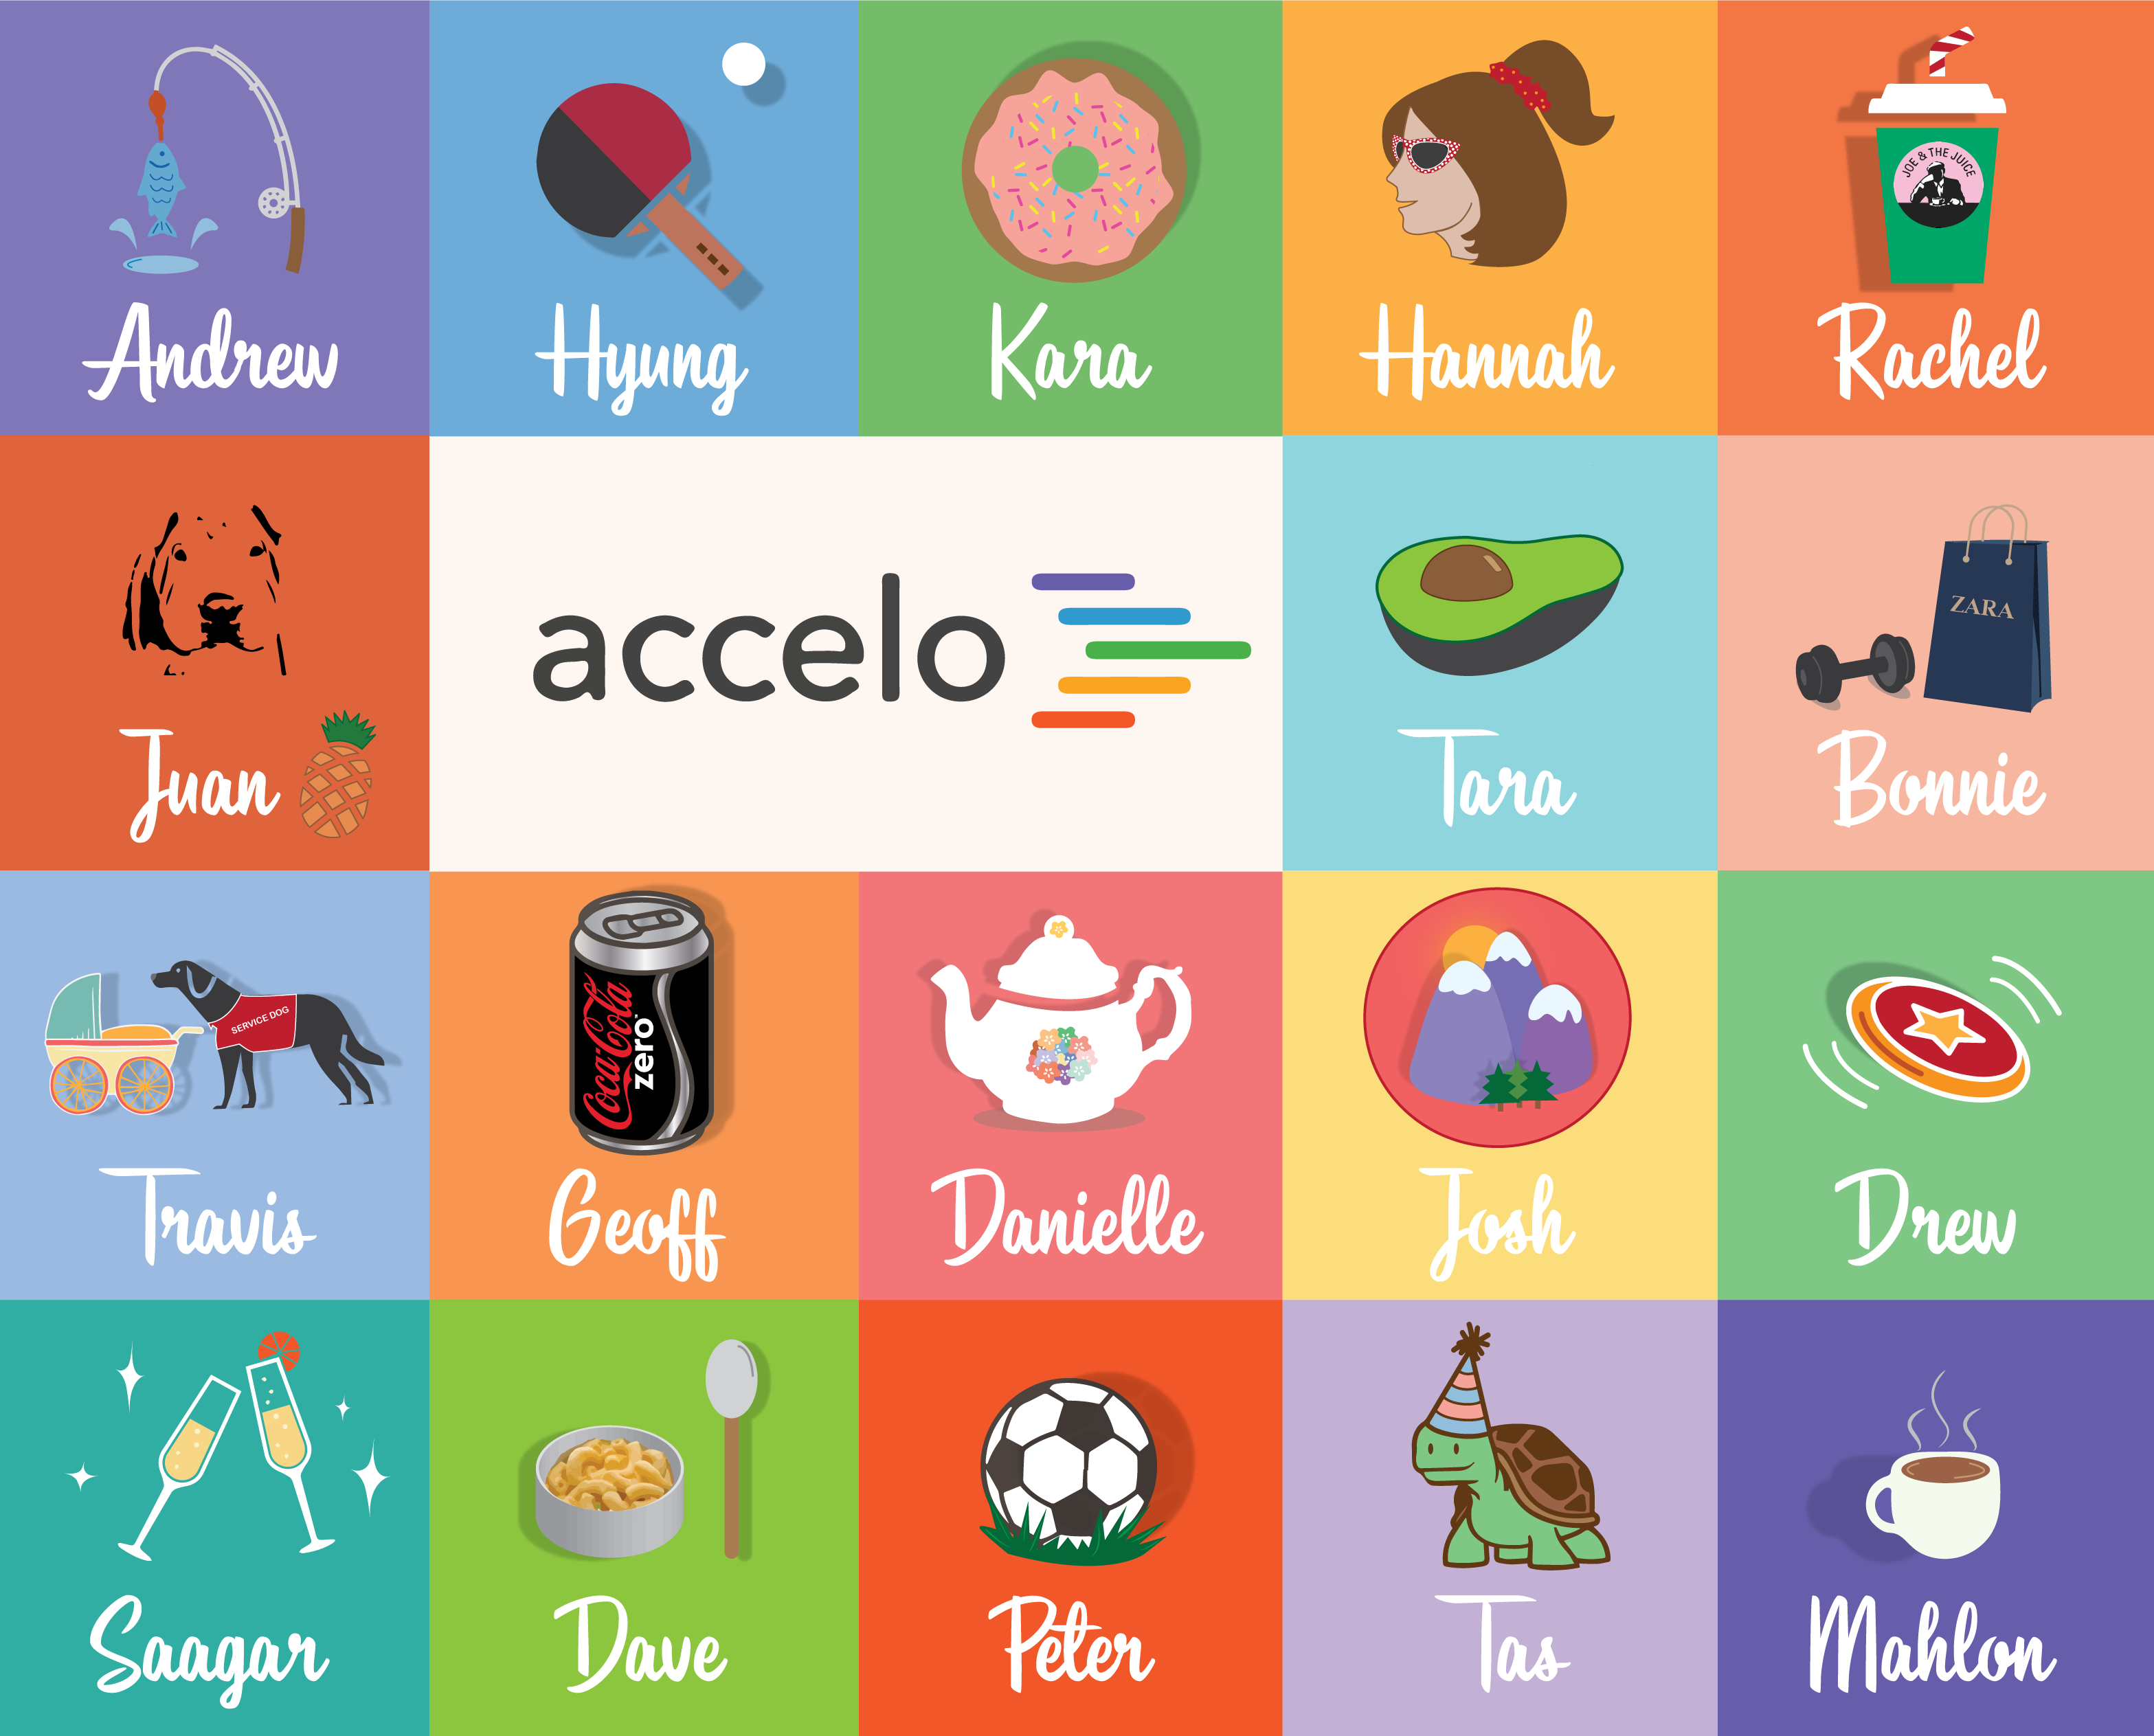 Andrew
Hyung
Kara
Hannah
JOE & THE JUICE
Rachel
Juan
accelo
Tara
ZARA
Bonnie
SERVICE DOG
Travis
Coca-Cola
zero
Geoff
Danielle
Josh
Drew
Saagar
Dave
Peter
Tas
Mahlon